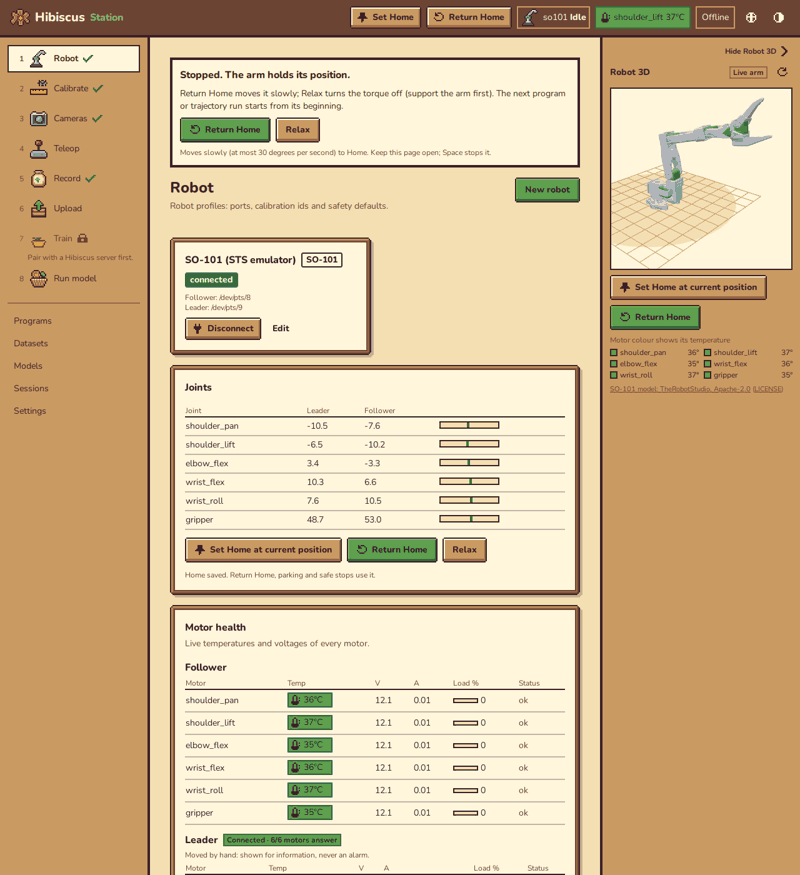 Hibiscus Station
Set Home
Return Home
so101 Idle
shoulder_lift 37°C
Offline
1 Robot
2 Calibrate
3 Cameras
4 Teleop
5 Record
6 Upload
7 Train
Pair with a Hibiscus server first.
8 Run model
Programs
Datasets
Models
Sessions
Settings
Stopped. The arm holds its position.
Return Home moves it slowly; Relax turns the torque off (support the arm first). The next program
or trajectory run starts from its beginning.
Return Home
Relax
Moves slowly (at most 30 degrees per second) to Home. Keep this page open; Space stops it.
Robot
New robot
Robot profiles: ports, calibration ids and safety defaults.
SO-101 (STS emulator) SO-101
connected
Follower: /dev/pts/8
Leader: /dev/pts/9
Disconnect
Edit
Joints
Joint Leader Follower
shoulder_pan -10.5 -7.6
shoulder_lift -6.5 -10.2
elbow_flex 3.4 -3.3
wrist_flex 10.3 6.6
wrist_roll 7.6 10.5
gripper 48.7 53.0
Set Home at current position
Return Home
Relax
Home saved. Return Home, parking and safe stops use it.
Motor health
Live temperatures and voltages of every motor.
Follower
Motor Temp V A Load % Status
shoulder_pan 36°C 12.1 0.01 0 ok
shoulder_lift 37°C 12.1 0.01 0 ok
elbow_flex 35°C 12.1 0.01 0 ok
wrist_flex 36°C 12.1 0.01 0 ok
wrist_roll 37°C 12.1 0.01 0 ok
gripper 35°C 12.1 0.01 0 ok
Leader Connected · 6/6 motors answer
Moved by hand: shown for information, never an alarm.
Motor Temp V A Load % Status
Hide Robot 3D
Robot 3D
Live arm
Set Home at current position
Return Home
Motor colour shows its temperature
shoulder_pan 36° shoulder_lift 37°
elbow_flex 35° wrist_flex 36°
wrist_roll 37° gripper 35°
SO-101 model: TheRobotStudio, Apache-2.0 (LICENSE)